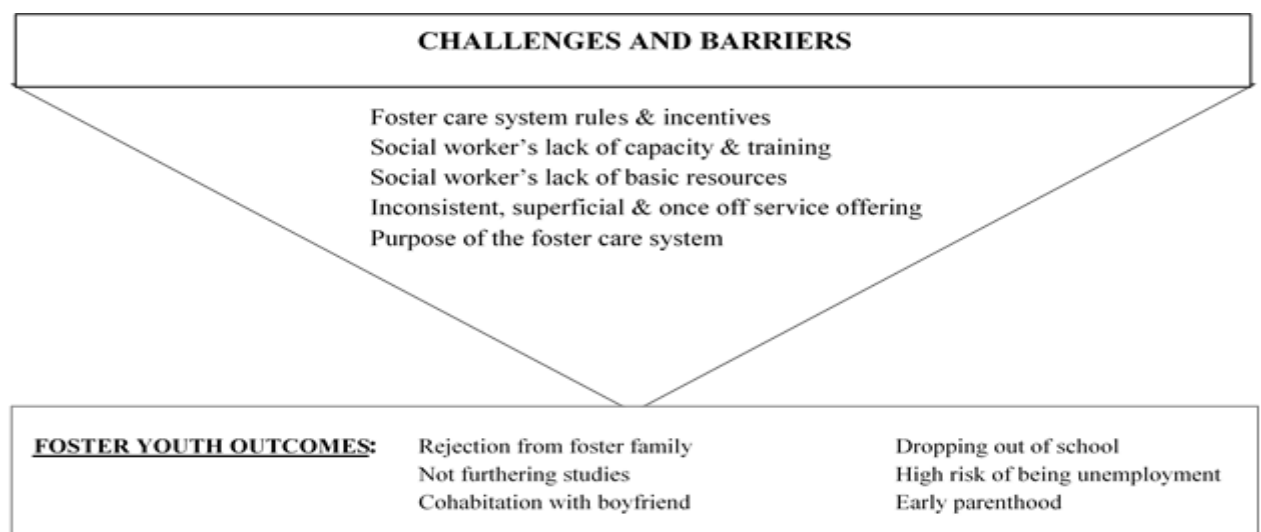 CHALLENGES AND BARRIERS
Foster care system rules & incentives
Social worker's lack of capacity & training
Social worker's lack of basic resources
Inconsistent, superficial & once off service offering
Purpose of the foster care system
FOSTER YOUTH OUTCOMES:
Rejection from foster family
Not furthering studies
Cohabitation with boyfriend
Dropping out of school
High risk of being unemployment
Early parenthood